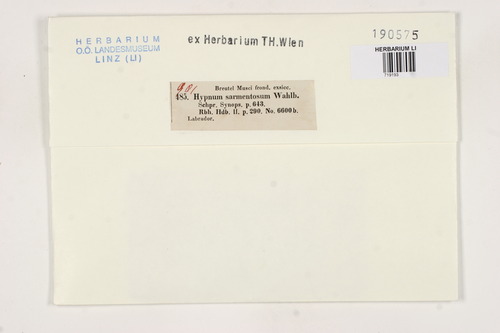 HERBARIUM
O.Ö. LANDESMUSEUM
LINZ (LI)
ex Herbarium TH.Wien
190575
HERBARIUM LI
Breutel Musci frond. exsicc.
485. Hypnum sarmentosum Wahlb.
Schpr. Synops. p. 643.
Rbh. Hdb. II. p. 290. No. 6600 b.
Labrador.